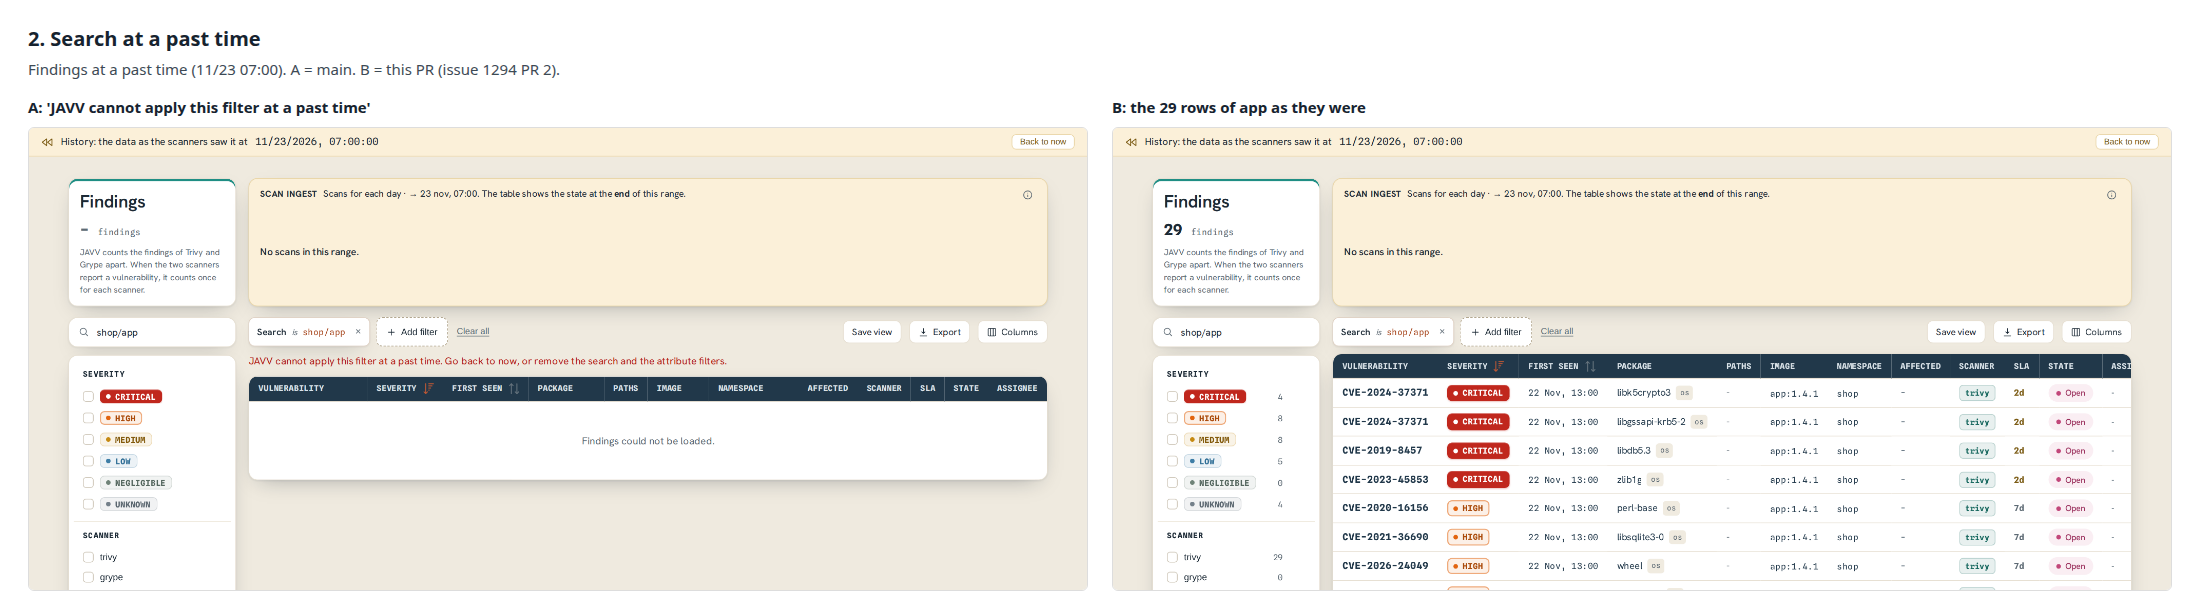 2. Search at a past time
Findings at a past time (11/23 07:00). A = main. B = this PR (issue 1294 PR 2).
A: 'JAVV cannot apply this filter at a past time'
History: the data as the scanners saw it at 11/23/2026, 07:00:00
Back to now
Findings
- findings
JAVV counts the findings of Trivy and
Grype apart. When the two scanners
report a vulnerability, it counts once
for each scanner.
SCAN INGEST Scans for each day · → 23 nov, 07:00. The table shows the state at the end of this range.
No scans in this range.
shop/app
Search is shop/app ×
+ Add filter
Clear all
Save view
Export
Columns
JAVV cannot apply this filter at a past time. Go back to now, or remove the search and the attribute filters.
SEVERITY
CRITICAL
HIGH
MEDIUM
LOW
NEGLIGIBLE
UNKNOWN
SCANNER
trivy
grype
VULNERABILITY SEVERITY FIRST SEEN PACKAGE PATHS IMAGE NAMESPACE AFFECTED SCANNER SLA STATE ASSIGNEE
Findings could not be loaded.
B: the 29 rows of app as they were
History: the data as the scanners saw it at 11/23/2026, 07:00:00
Back to now
Findings
29 findings
JAVV counts the findings of Trivy and
Grype apart. When the two scanners
report a vulnerability, it counts once
for each scanner.
SCAN INGEST Scans for each day · → 23 nov, 07:00. The table shows the state at the end of this range.
No scans in this range.
shop/app
Search is shop/app ×
+ Add filter
Clear all
Save view
Export
Columns
SEVERITY
CRITICAL 4
HIGH 8
MEDIUM 8
LOW 5
NEGLIGIBLE 0
UNKNOWN 4
SCANNER
trivy 29
grype 0
VULNERABILITY SEVERITY FIRST SEEN PACKAGE PATHS IMAGE NAMESPACE AFFECTED SCANNER SLA STATE ASSI
CVE-2024-37371 CRITICAL 22 Nov, 13:00 libk5crypto3 os - app:1.4.1 shop - trivy 2d Open -
CVE-2024-37371 CRITICAL 22 Nov, 13:00 libgssapi-krb5-2 os - app:1.4.1 shop - trivy 2d Open -
CVE-2019-8457 CRITICAL 22 Nov, 13:00 libdb5.3 os - app:1.4.1 shop - trivy 2d Open -
CVE-2023-45853 CRITICAL 22 Nov, 13:00 zlib1g os - app:1.4.1 shop - trivy 2d Open -
CVE-2020-16156 HIGH 22 Nov, 13:00 perl-base os - app:1.4.1 shop - trivy 7d Open -
CVE-2021-36690 HIGH 22 Nov, 13:00 libsqlite3-0 os - app:1.4.1 shop - trivy 7d Open -
CVE-2026-24049 HIGH 22 Nov, 13:00 wheel os - app:1.4.1 shop - trivy 7d Open -